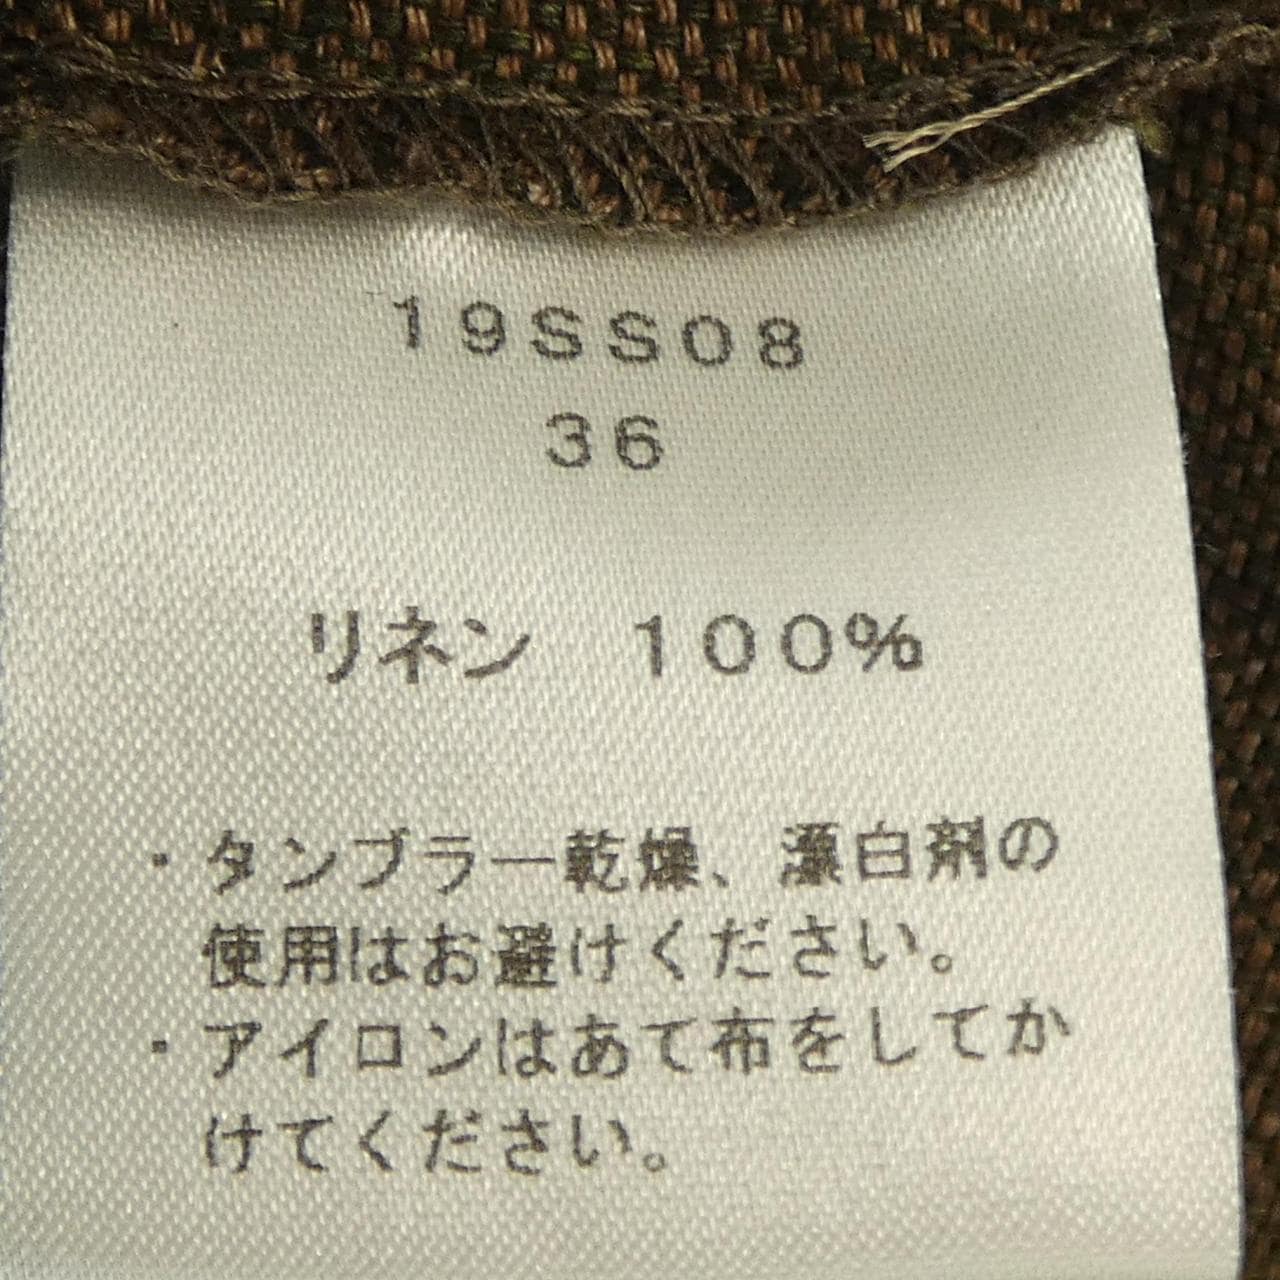 19SS08
36
リネン　100%
・タンブラー乾燥、漂白剤の
使用はお避けください。
・アイロンはあて布をしてか
けてください。